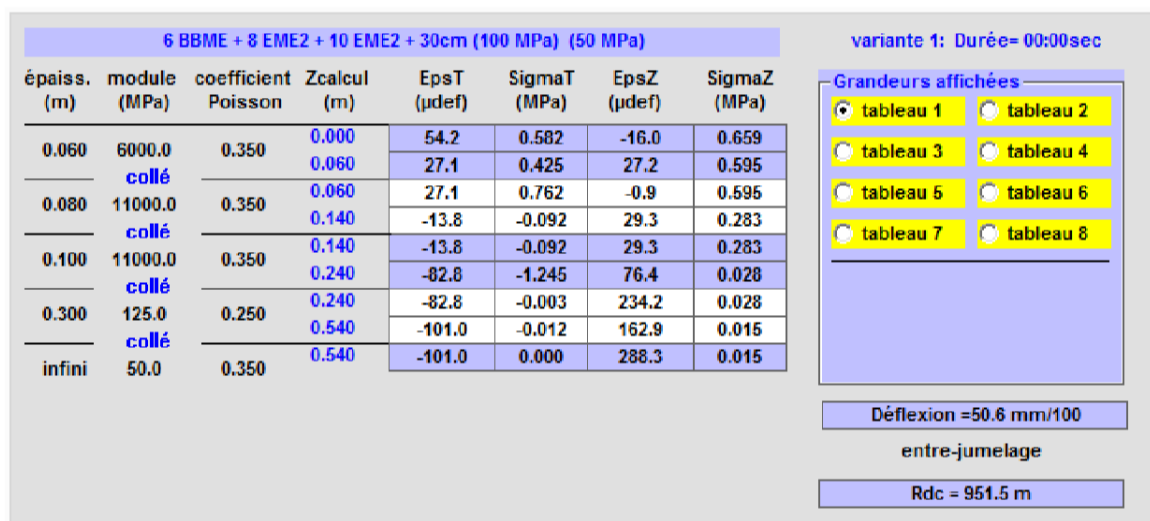 6 BBME + 8 EME2 + 10 EME2 + 30cm (100 MPa) (50 MPa)
variante 1: Durée= 00:00sec
épaiss. module coefficient Zcalcul EpsT SigmaT EpsZ SigmaZ
(m) (MPa) Poisson (m) (µdef) (MPa) (µdef) (MPa)
0.000 54.2 0.582 -16.0 0.659
0.060 6000.0 0.350
0.060 27.1 0.425 27.2 0.595
collé
0.060 27.1 0.762 -0.9 0.595
0.080 11000.0 0.350
0.140 -13.8 -0.092 29.3 0.283
collé
0.140 -13.8 -0.092 29.3 0.283
0.100 11000.0 0.350
0.240 -82.8 -1.245 76.4 0.028
collé
0.240 -82.8 -0.003 234.2 0.028
0.300 125.0 0.250
0.540 -101.0 -0.012 162.9 0.015
collé
0.540 -101.0 0.000 288.3 0.015
infini 50.0 0.350
Grandeurs affichées
tableau 1 tableau 2
tableau 3 tableau 4
tableau 5 tableau 6
tableau 7 tableau 8
Déflexion =50.6 mm/100
entre-jumelage
Rdc = 951.5 m